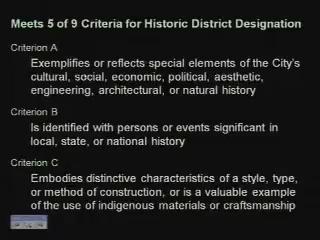 Meets 5 of 9 Criteria for Historic District Designation
Criterion A
Exemplifies or reflects special elements of the City's
cultural, social, economic, political, aesthetic,
engineering, architectural, or natural history
Criterion B
Is identified with persons or events significant in
local, state, or national history
Criterion C
Embodies distinctive characteristics of a style, type,
or method of construction, or is a valuable example
of the use of indigenous materials or craftsmanship